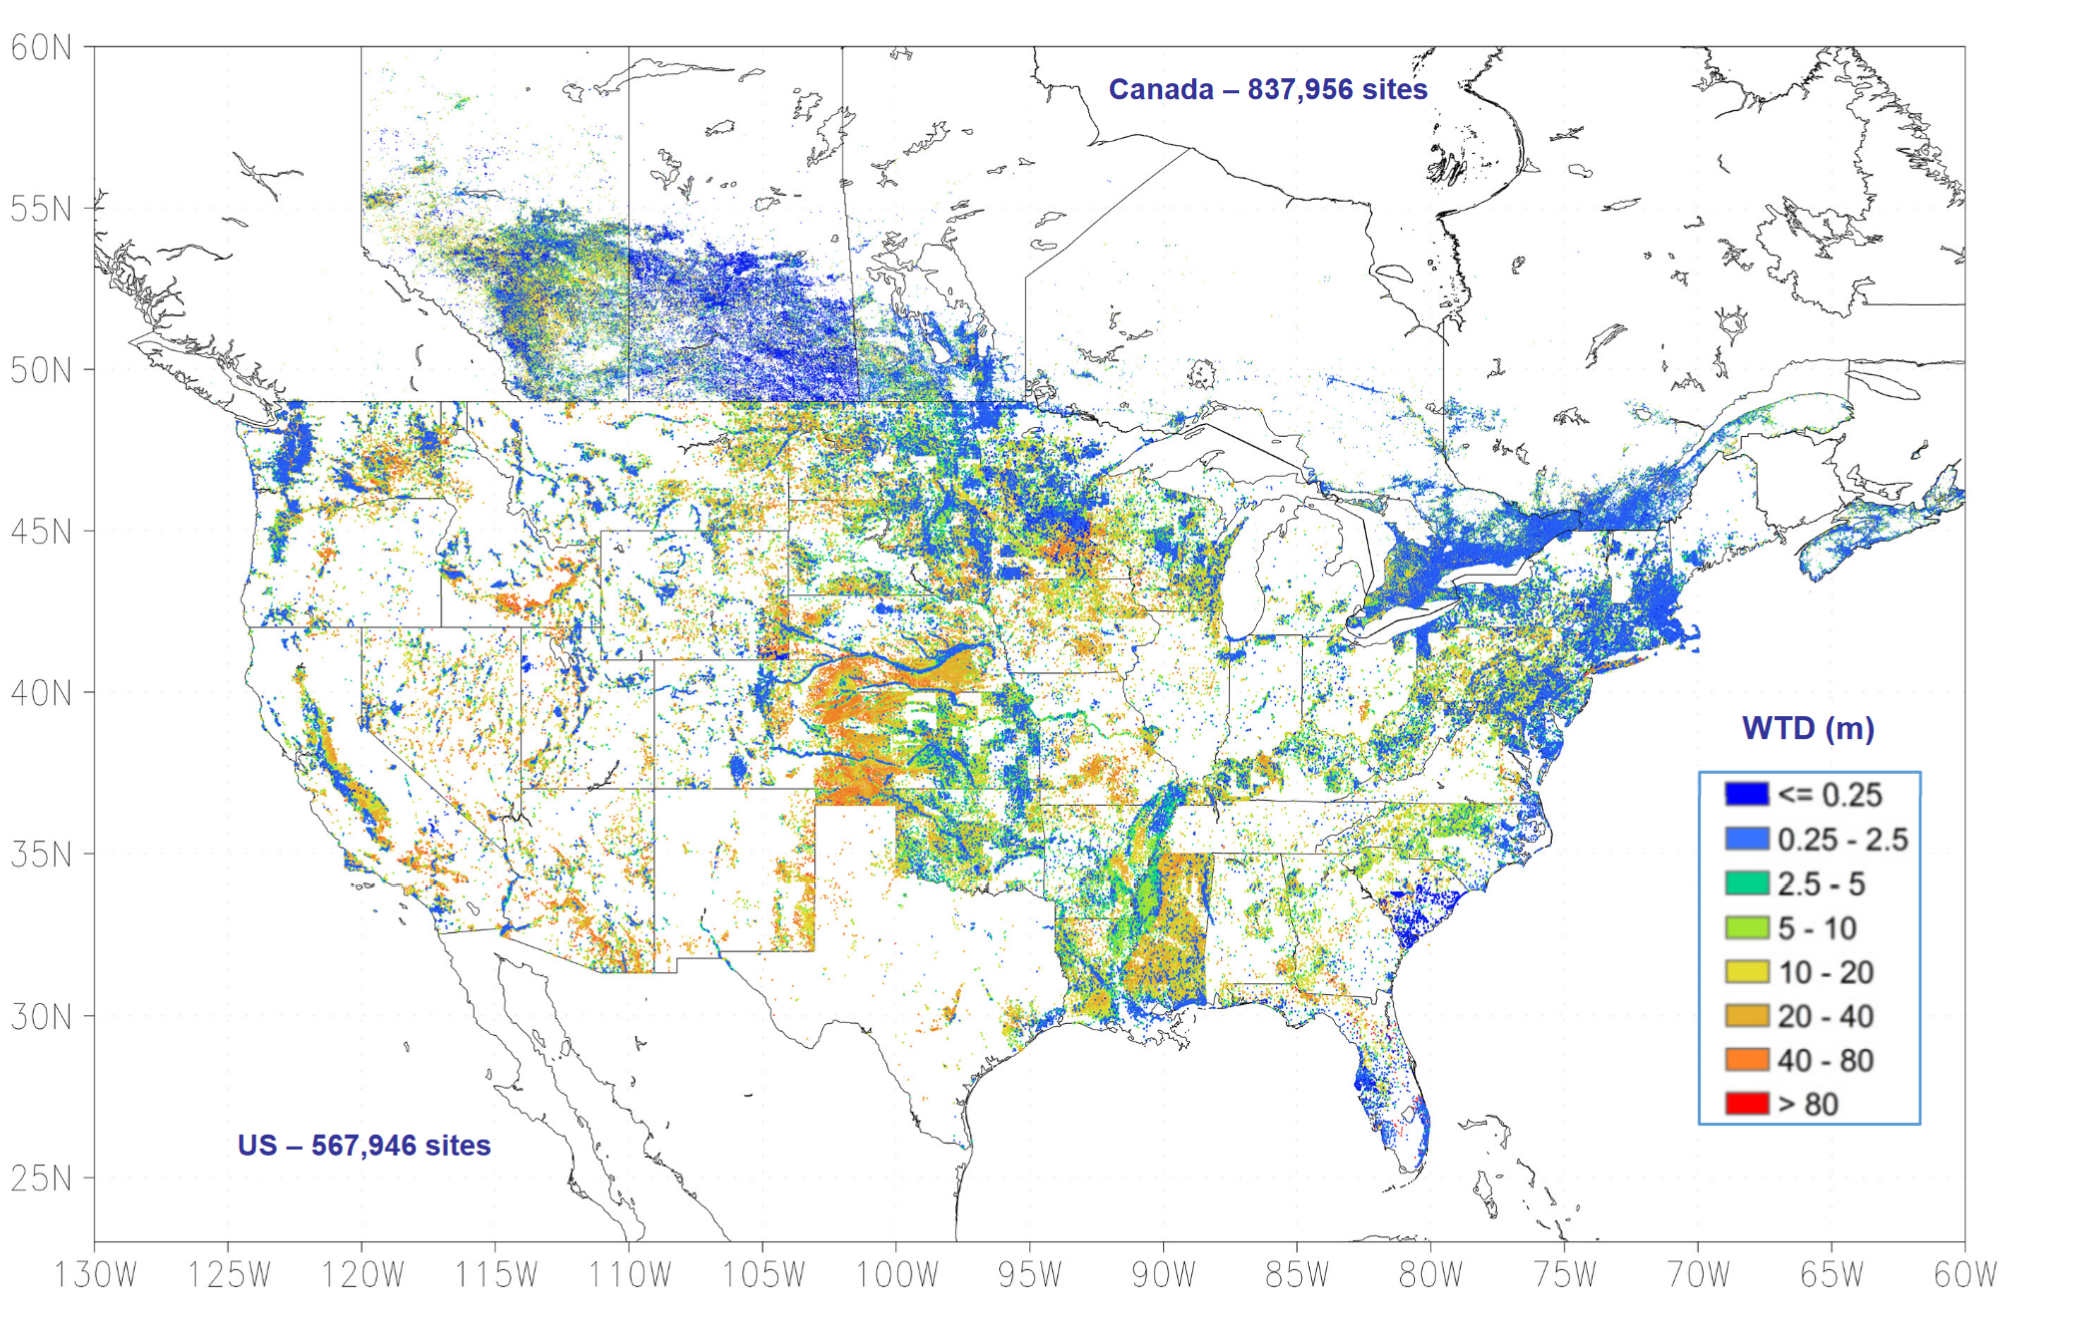 60N
Canada – 837,956 sites
55N
50N
45N
40N
WTD (m)
<= 0.25
35N
0.25 - 2.5
2.5 - 5
5 - 10
10 - 20
30N
20 - 40
40 - 80
> 80
US – 567,946 sites
25N
130W 125W 120W 115W 110W 105W 100W 95W 90W 85W 80W 75W 70W 65W 60W